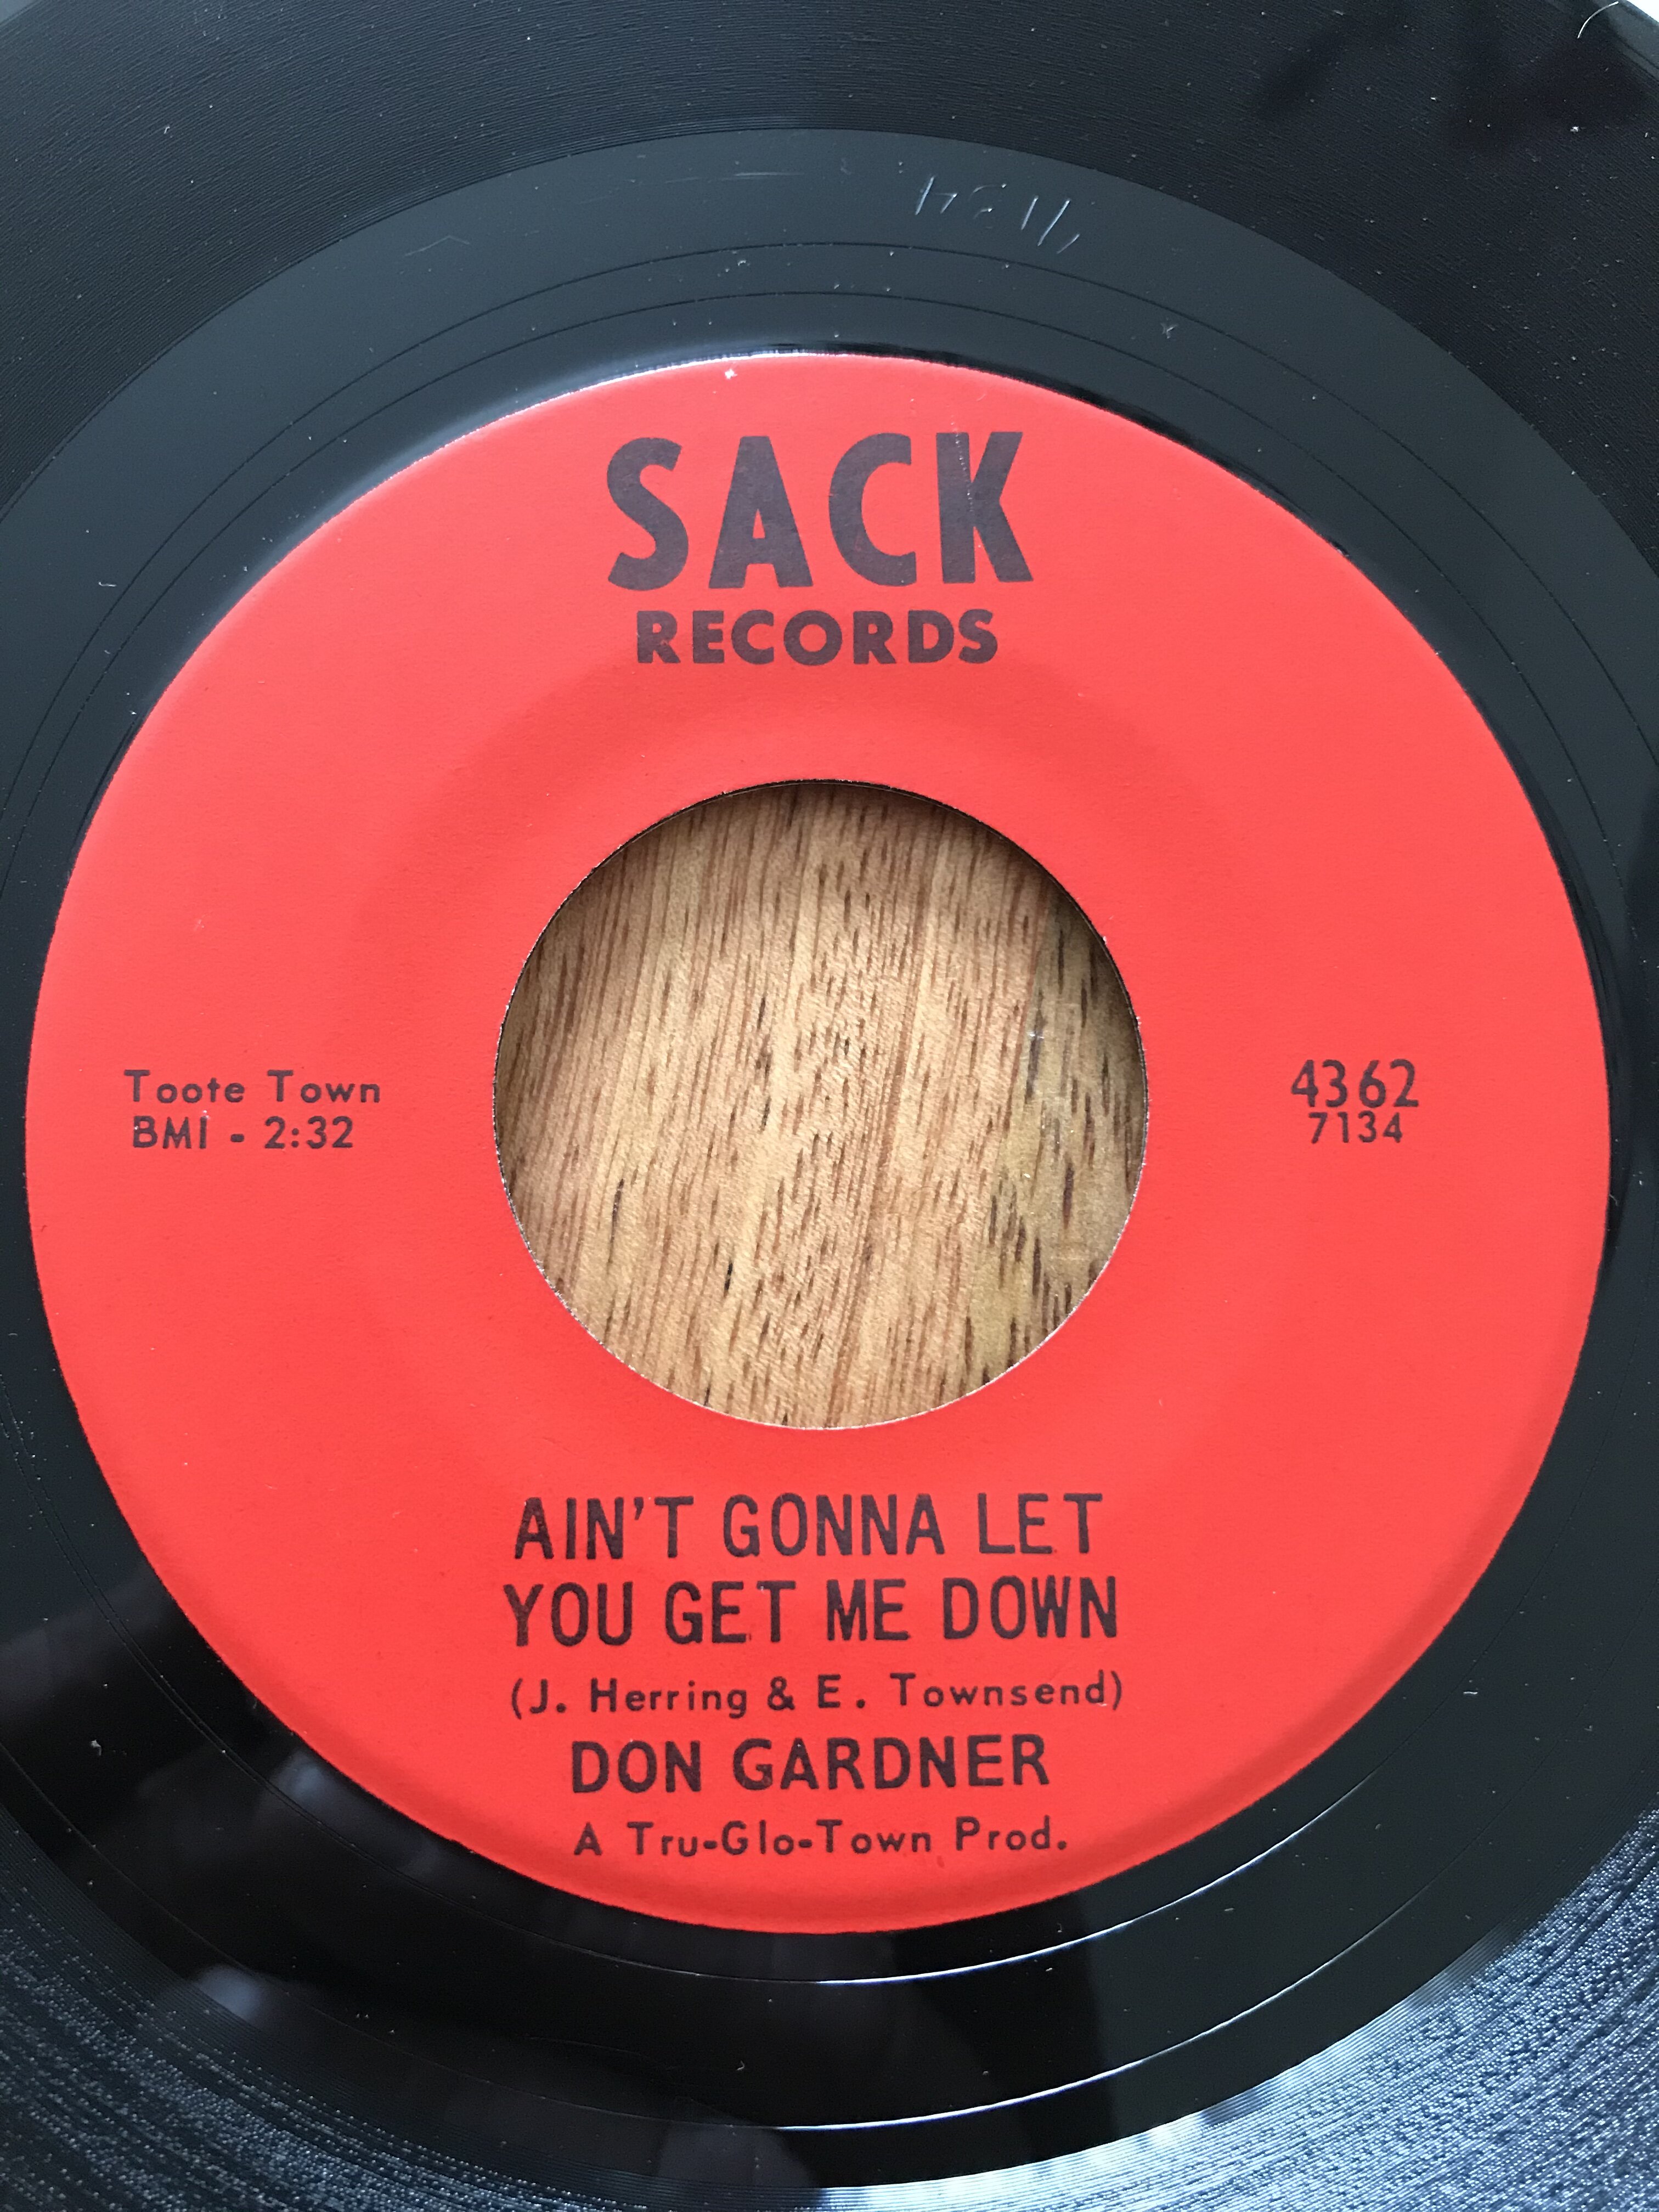 SACK
RECORDS
Toote Town
BMI - 2:32
4362
7134
AIN'T GONNA LET
YOU GET ME DOWN
(J. Herring & E. Townsend)
DON GARDNER
A Tru-Glo-Town Prod.